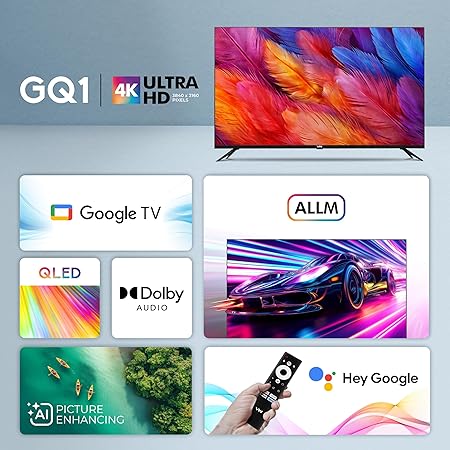 GQ1
4K
ULTRA
HD
3840 x 2160
PIXELS
Google TV
ALLM
QLED
Dolby
AUDIO
AI PICTURE
ENHANCING
Hey Google